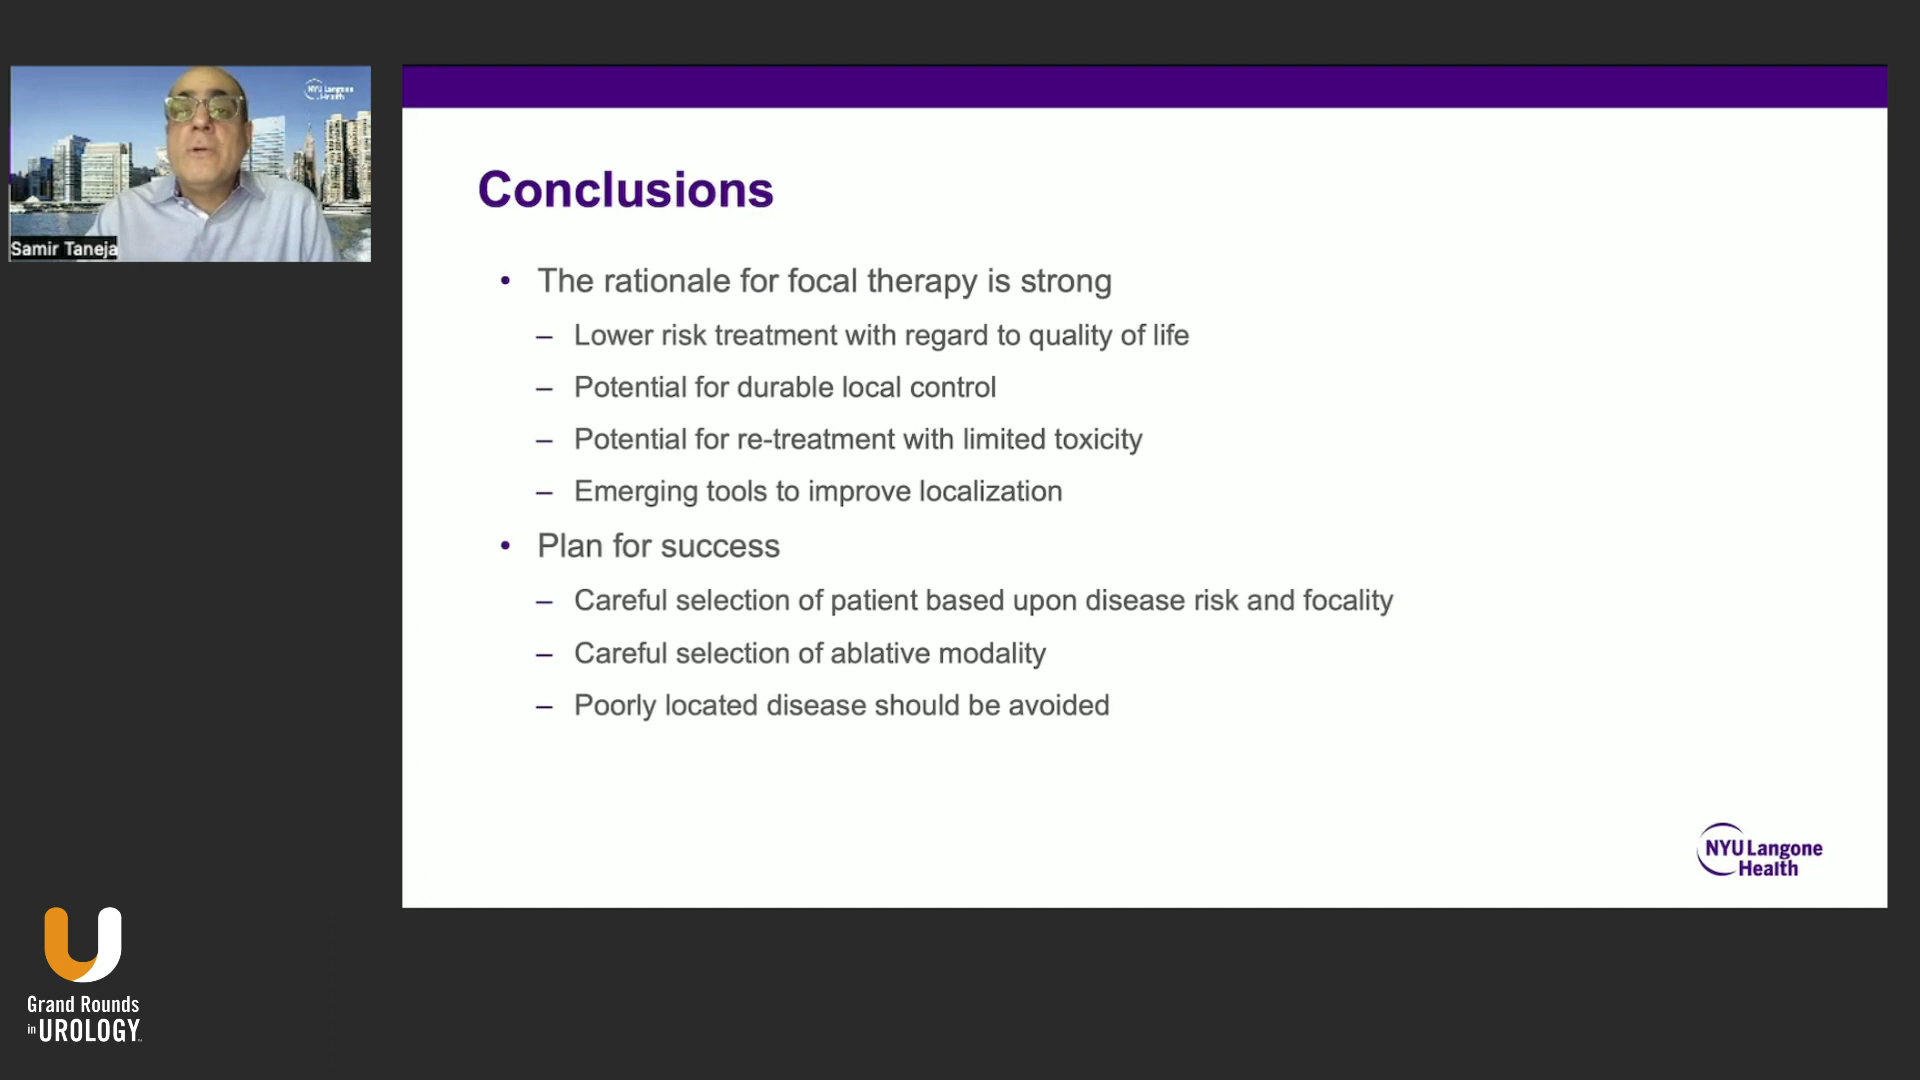 NYU Langone
Health
Samir Taneja
Conclusions
• The rationale for focal therapy is strong
– Lower risk treatment with regard to quality of life
– Potential for durable local control
– Potential for re-treatment with limited toxicity
– Emerging tools to improve localization
• Plan for success
– Careful selection of patient based upon disease risk and focality
– Careful selection of ablative modality
– Poorly located disease should be avoided
NYU Langone
Health
Grand Rounds
in UROLOGY